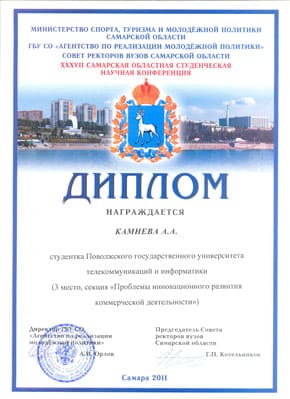 МИНИСТЕРСТВО СПОРТА, ТУРИЗМА И МОЛОДЁЖНОЙ ПОЛИТИКИ
САМАРСКОЙ ОБЛАСТИ
ГБУ СО «АГЕНТСТВО ПО РЕАЛИЗАЦИИ МОЛОДЁЖНОЙ ПОЛИТИКИ»
СОВЕТ РЕКТОРОВ ВУЗОВ САМАРСКОЙ ОБЛАСТИ
XXXVII САМАРСКАЯ ОБЛАСТНАЯ СТУДЕНЧЕСКАЯ
НАУЧНАЯ КОНФЕРЕНЦИЯ
ДИПЛОМ
НАГРАЖДАЕТСЯ
КАМНЕВА А.А.
студентка Поволжского государственного университета
телекоммуникаций и информатики
(3 место, секция «Проблемы инновационного развития
коммерческой деятельности»)
Директор ГБУ СО
«Агентство по реализации
молодёжной политики»
А.И. Орлов
Председатель Совета
ректоров вузов
Самарской области
Г.П. Котельников
Самара 2011